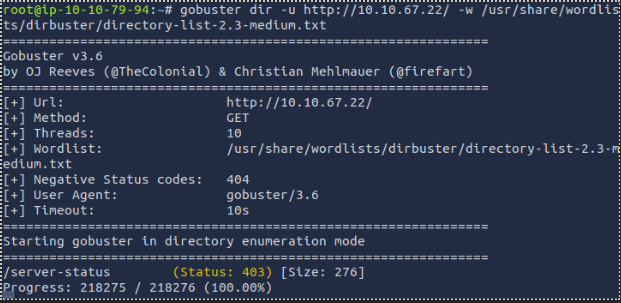 root@ip-10-10-79-94:~# gobuster dir -u http://10.10.67.22/ -w /usr/share/wordlis
ts/dirbuster/directory-list-2.3-medium.txt
===============================================================
Gobuster v3.6
by OJ Reeves (@TheColonial) & Christian Mehlmauer (@firefart)
===============================================================
[+] Url:                     http://10.10.67.22/
[+] Method:                  GET
[+] Threads:                 10
[+] Wordlist:                /usr/share/wordlists/dirbuster/directory-list-2.3-m
edium.txt
[+] Negative Status codes:   404
[+] User Agent:              gobuster/3.6
[+] Timeout:                 10s
===============================================================
Starting gobuster in directory enumeration mode
===============================================================
/server-status        (Status: 403) [Size: 276]
Progress: 218275 / 218276 (100.00%)